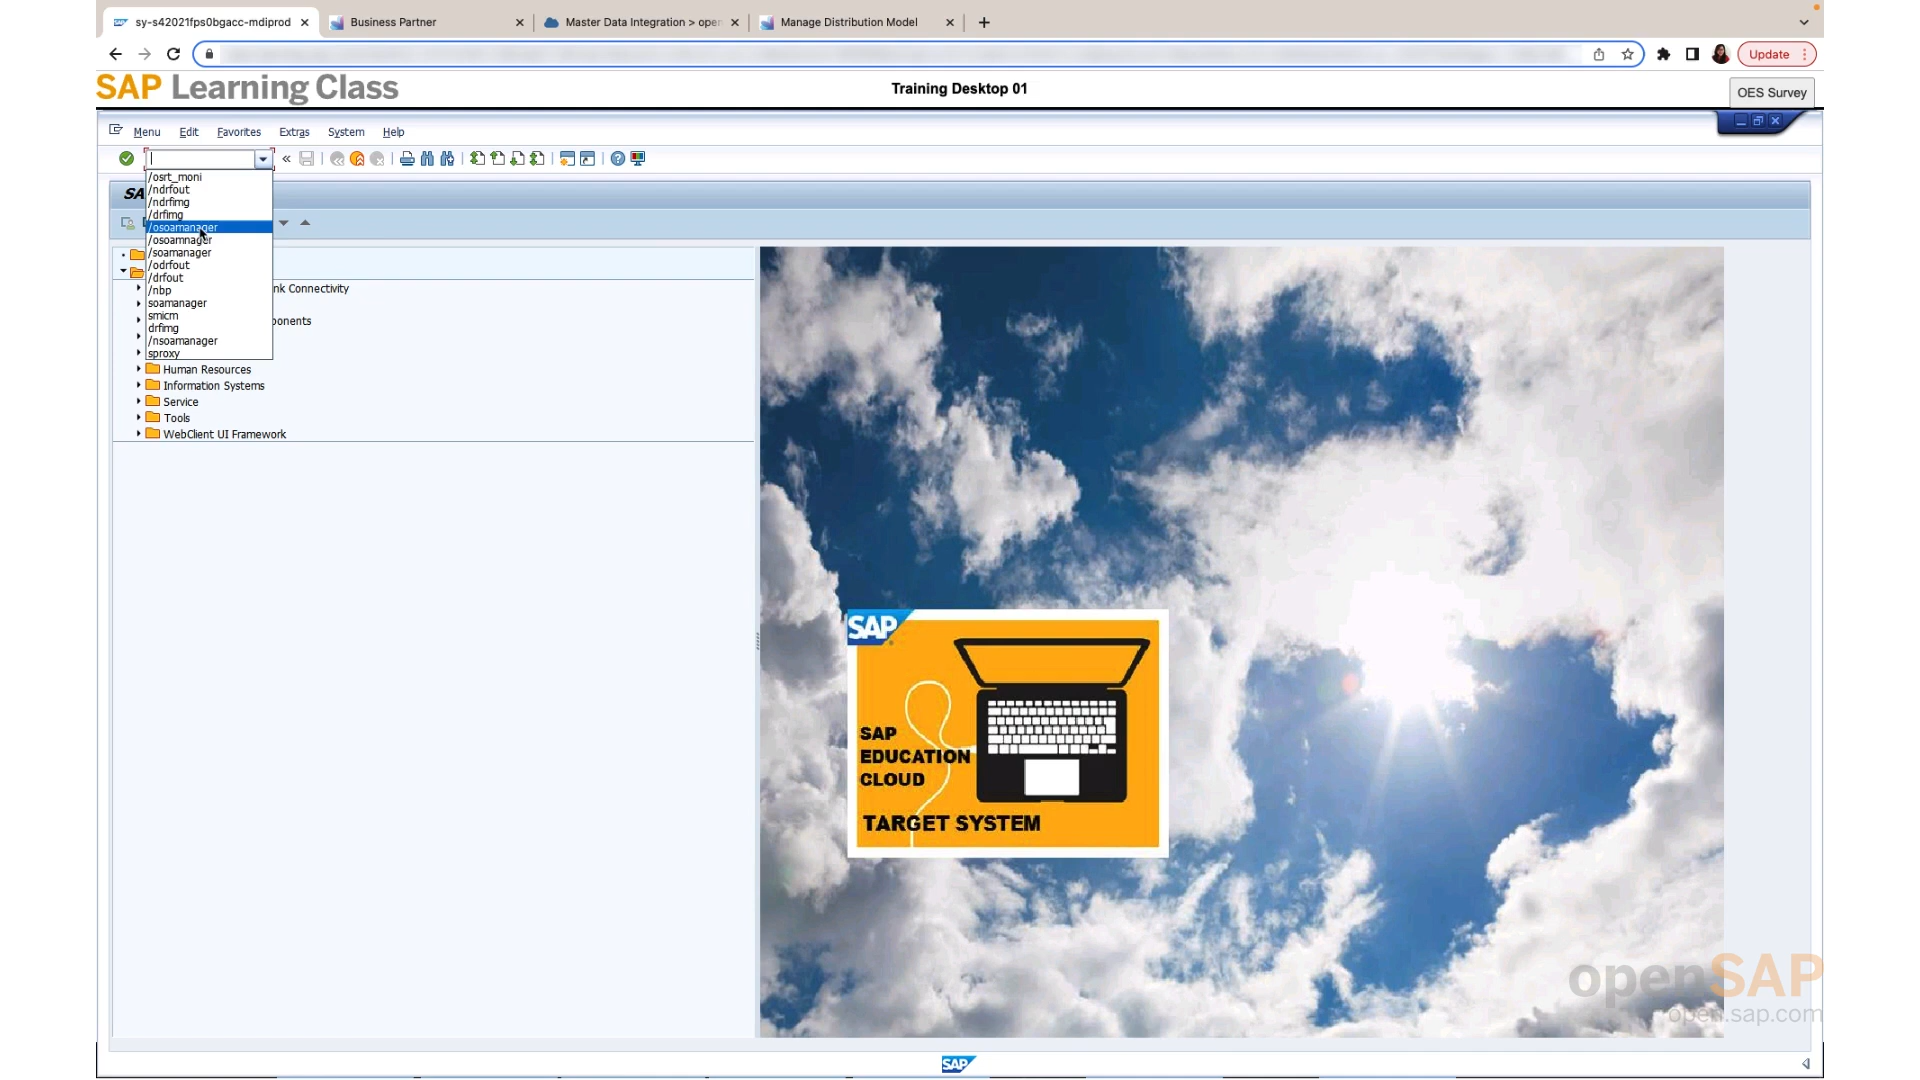 sy-s42021fps0bgacc-mdiprod
Business Partner
Master Data Integration > open
Manage Distribution Model
Update
SAP Learning Class
Training Desktop 01
OES Survey
Menu Edit Favorites Extras System Help
/osrt_moni
/ndrfout
/ndrfimg
/drfimg
/osoamanager
/osoamnager
/soamanager
/odrfout
/drfout
/nbp
soamanager
smicm
drfimg
/nsoamanager
sproxy
SA
nk Connectivity
ponents
Human Resources
Information Systems
Service
Tools
WebClient UI Framework
SAP
SAP
EDUCATION
CLOUD
TARGET SYSTEM
openSAP
open.sap.com
SAP